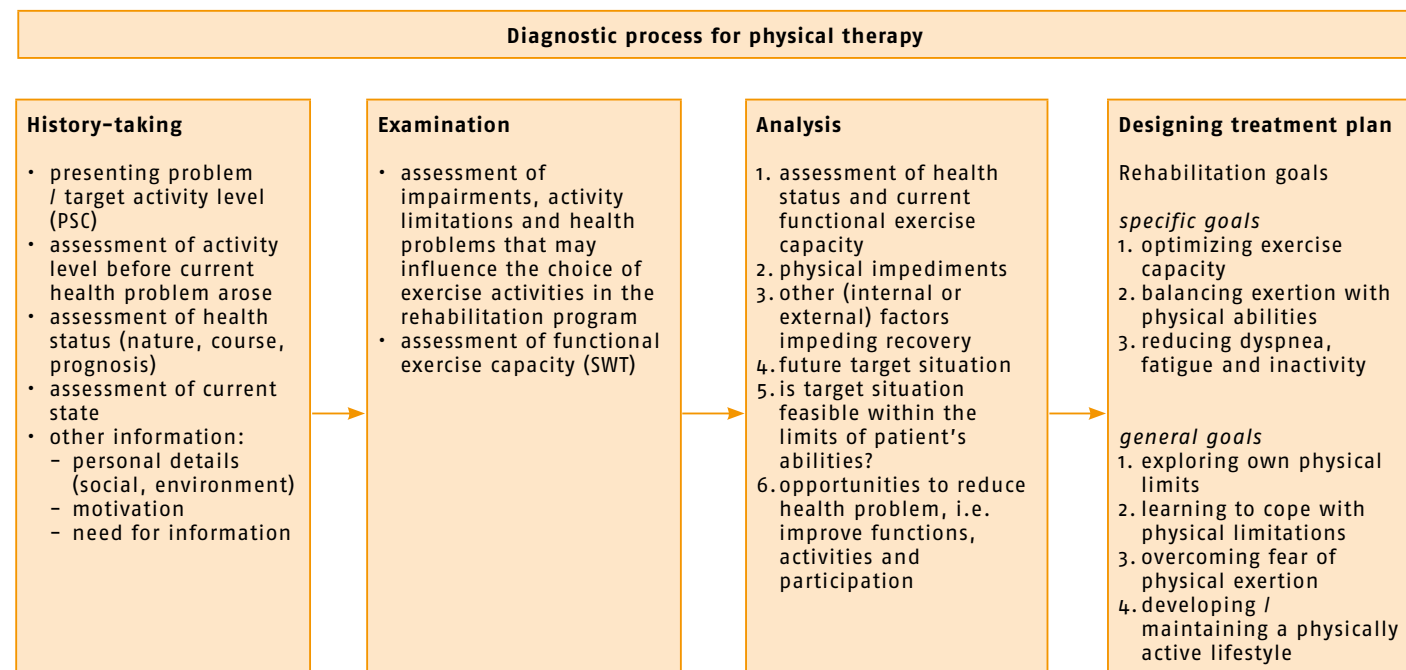 Diagnostic process for physical therapy
History-taking
• presenting problem
/ target activity level
(PSC)
• assessment of activity
level before current
health problem arose
• assessment of health
status (nature, course,
prognosis)
• assessment of current
state
• other information:
– personal details
(social, environment)
– motivation
– need for information
Examination
• assessment of
impairments, activity
limitations and health
problems that may
influence the choice of
exercise activities in the
rehabilitation program
• assessment of functional
exercise capacity (SWT)
Analysis
1. assessment of health
status and current
functional exercise
capacity
2. physical impediments
3. other (internal or
external) factors
impeding recovery
4. future target situation
5. is target situation
feasible within the
limits of patient's
abilities?
6. opportunities to reduce
health problem, i.e.
improve functions,
activities and
participation
Designing treatment plan
Rehabilitation goals
specific goals
1. optimizing exercise
capacity
2. balancing exertion with
physical abilities
3. reducing dyspnea,
fatigue and inactivity
general goals
1. exploring own physical
limits
2. learning to cope with
physical limitations
3. overcoming fear of
physical exertion
4. developing /
maintaining a physically
active lifestyle